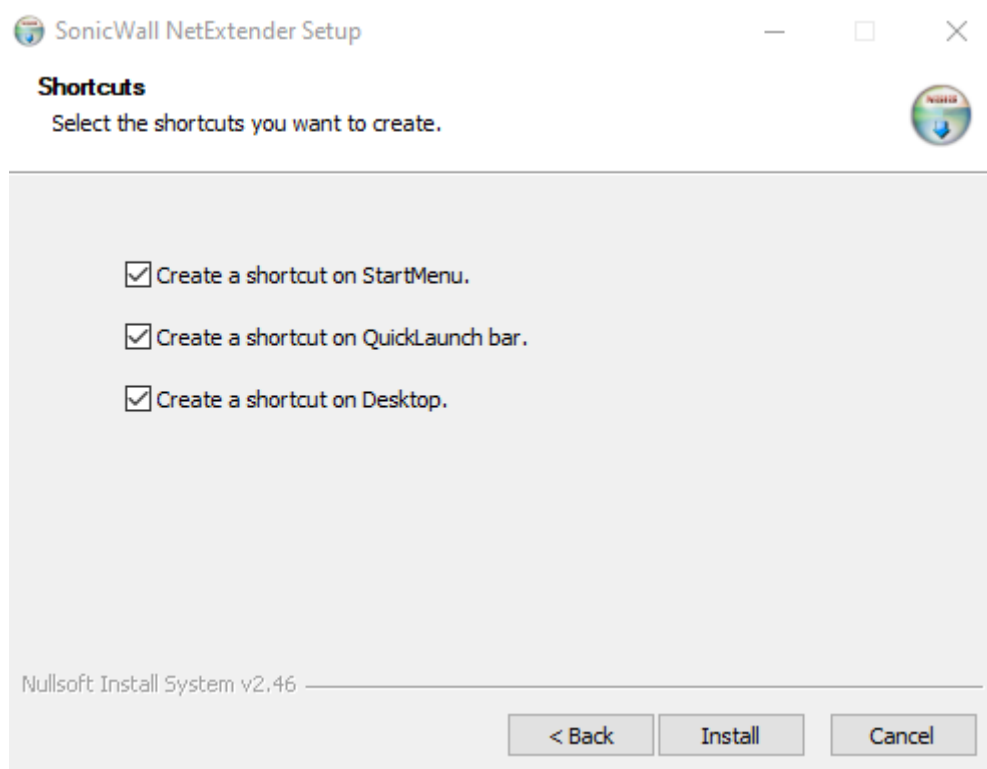 SonicWall NetExtender Setup
Shortcuts
Select the shortcuts you want to create.
Create a shortcut on StartMenu.
Create a shortcut on QuickLaunch bar.
Create a shortcut on Desktop.
Nullsoft Install System v2.46
< Back
Install
Cancel